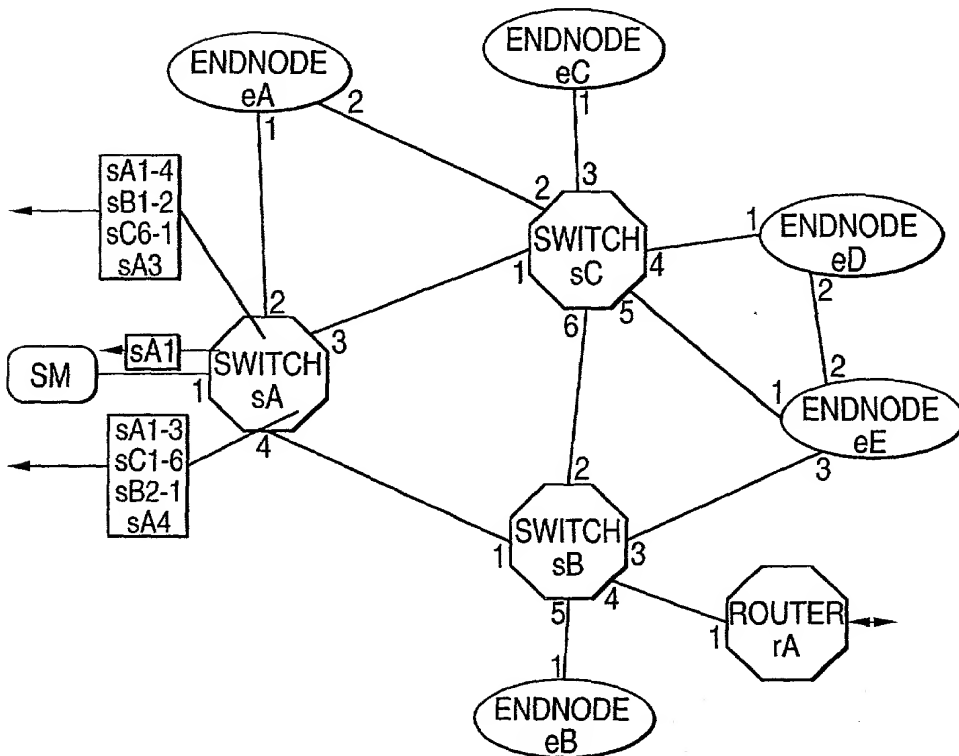 ENDNODE
eA
1
2
ENDNODE
eC
1
sA1-4
sB1-2
sC6-1
sA3
2
3
SWITCH
sC
1
4
5
6
1
ENDNODE
eD
2
2
3
SWITCH
sA
1
4
sA1
SM
sA1-3
sC1-6
sB2-1
sA4
2
1
ENDNODE
eE
3
2
SWITCH
sB
1
3
4
5
1
ROUTER
rA
1
ENDNODE
eB